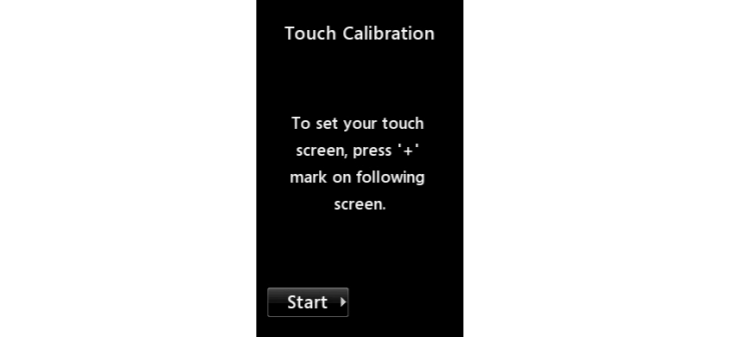 Touch Calibration
To set your touch
screen, press '+'
mark on following
screen.
Start